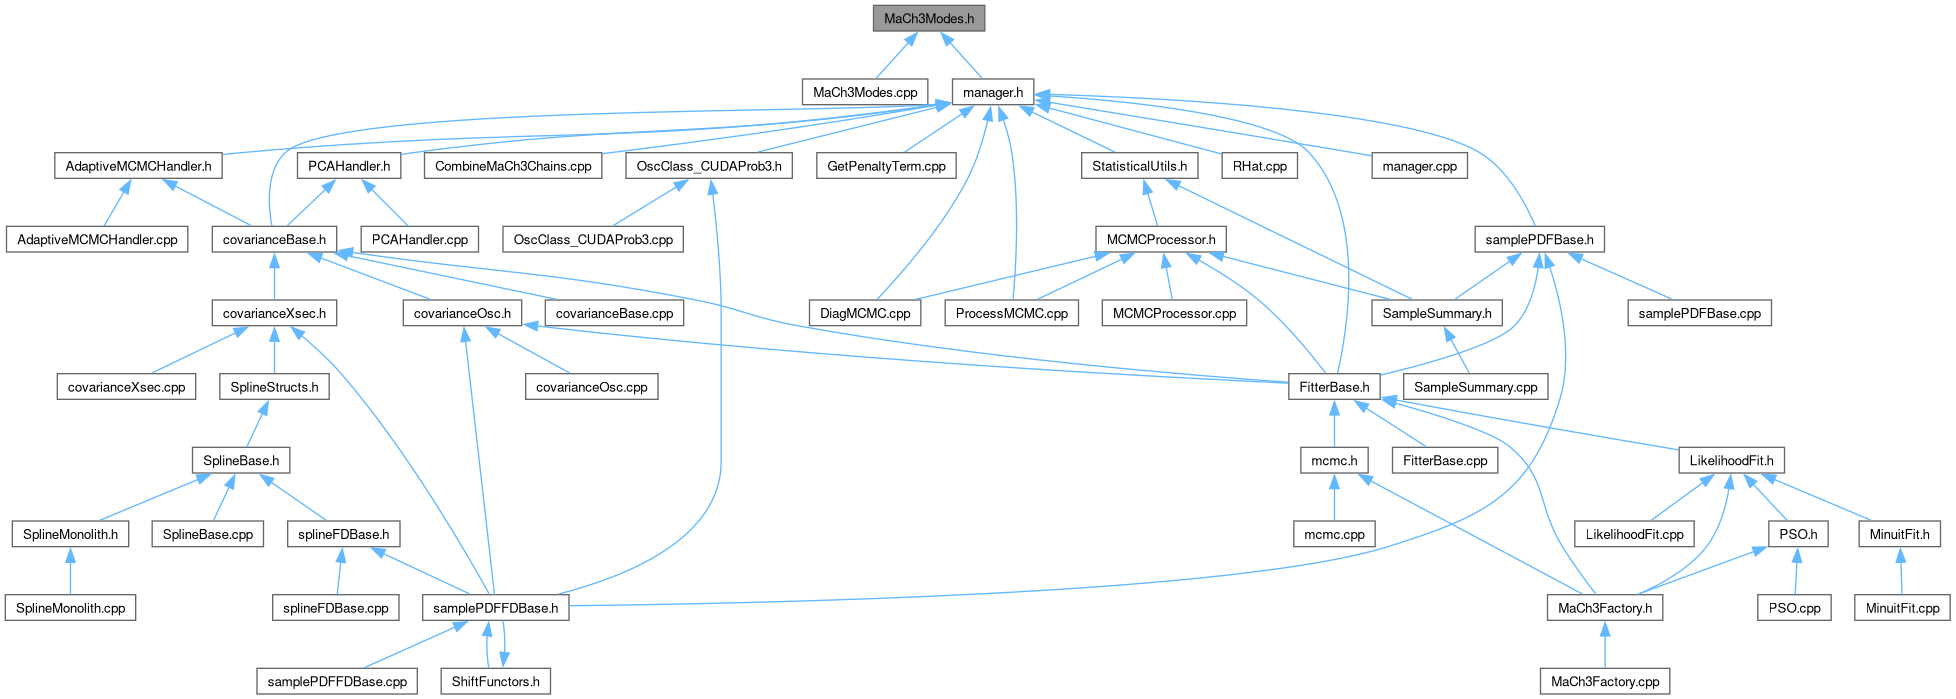 MaCh3Modes.h
MaCh3Modes.cpp
manager.h
AdaptiveMCMCHandler.h
PCAHandler.h
CombineMaCh3Chains.cpp
OscClass_CUDAProb3.h
GetPenaltyTerm.cpp
StatisticalUtils.h
RHat.cpp
manager.cpp
AdaptiveMCMCHandler.cpp
covarianceBase.h
PCAHandler.cpp
OscClass_CUDAProb3.cpp
MCMCProcessor.h
samplePDFBase.h
covarianceXsec.h
covarianceOsc.h
covarianceBase.cpp
DiagMCMC.cpp
ProcessMCMC.cpp
MCMCProcessor.cpp
SampleSummary.h
samplePDFBase.cpp
covarianceXsec.cpp
SplineStructs.h
covarianceOsc.cpp
FitterBase.h
SampleSummary.cpp
SplineBase.h
mcmc.h
FitterBase.cpp
LikelihoodFit.h
SplineMonolith.h
SplineBase.cpp
splineFDBase.h
mcmc.cpp
LikelihoodFit.cpp
PSO.h
MinuitFit.h
SplineMonolith.cpp
splineFDBase.cpp
samplePDFFDBase.h
MaCh3Factory.h
PSO.cpp
MinuitFit.cpp
samplePDFFDBase.cpp
ShiftFunctors.h
MaCh3Factory.cpp